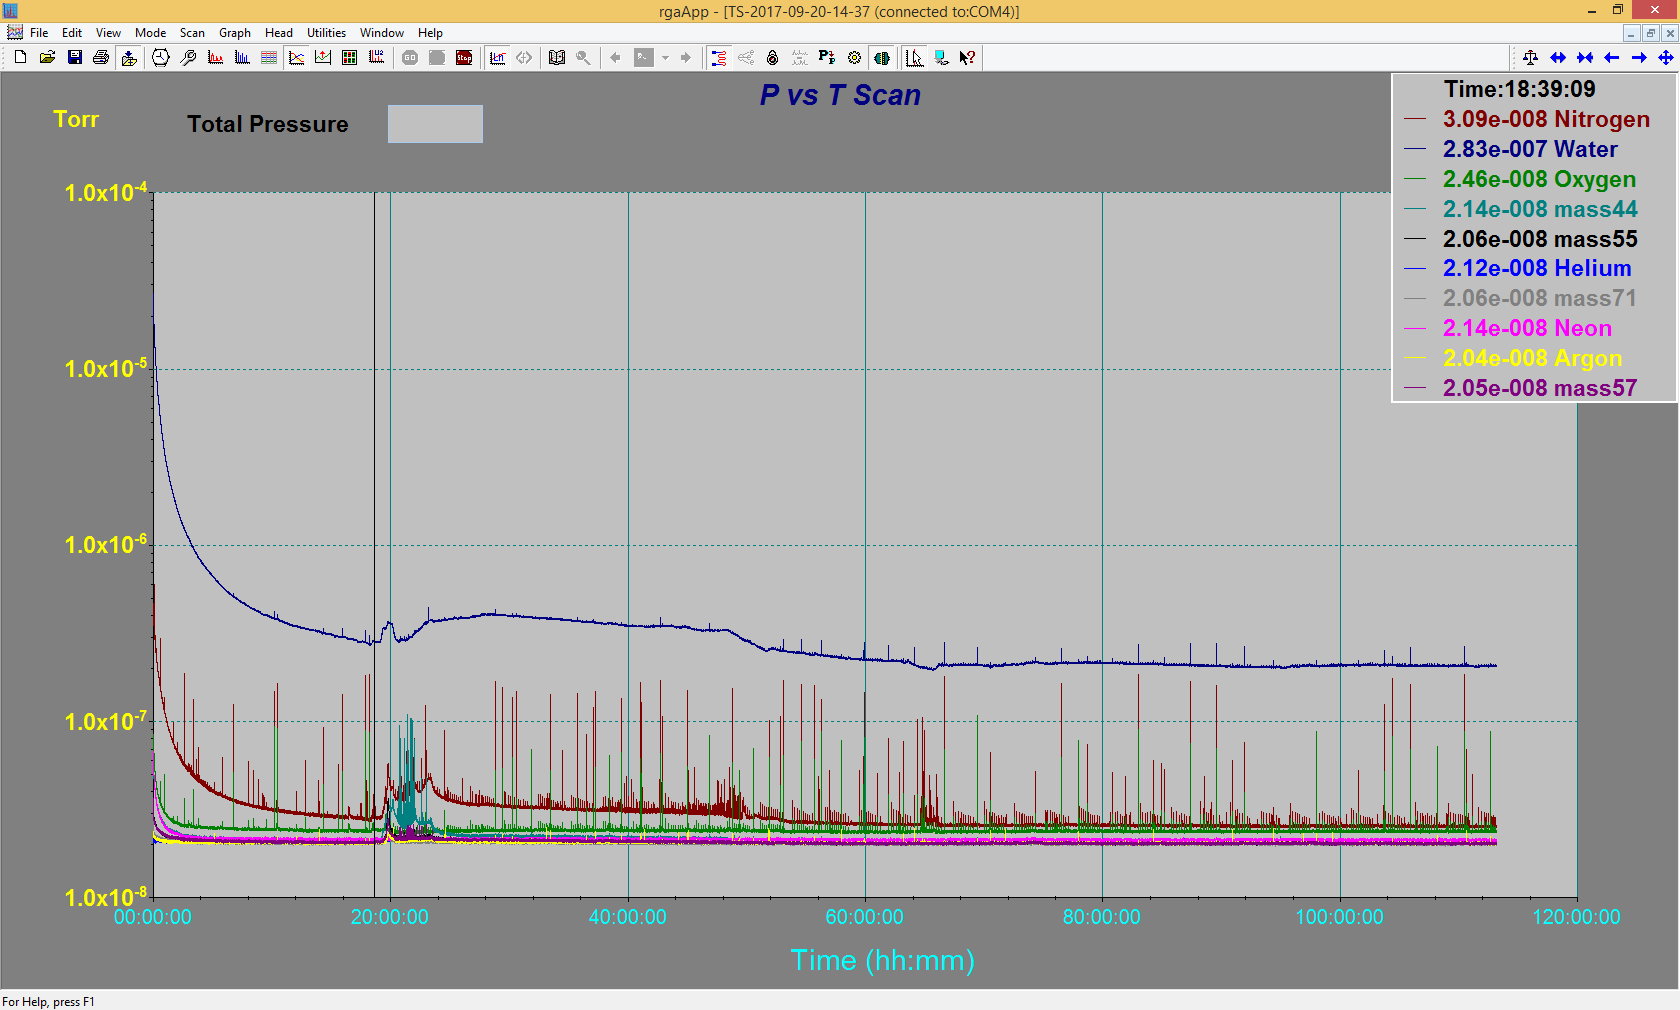 rgaApp - [TS-2017-09-20-14-37 (connected to:COM4)]
File Edit View Mode Scan Graph Head Utilities Window Help
GO Stop
P vs T Scan
Torr
Total Pressure
Time:18:39:09
3.09e-008 Nitrogen
2.83e-007 Water
2.46e-008 Oxygen
2.14e-008 mass44
2.06e-008 mass55
2.12e-008 Helium
2.06e-008 mass71
2.14e-008 Neon
2.04e-008 Argon
2.05e-008 mass57
1.0x10-4
1.0x10-5
1.0x10-6
1.0x10-7
1.0x10-8
00:00:00 20:00:00 40:00:00 60:00:00 80:00:00 100:00:00 120:00:00
Time (hh:mm)
For Help, press F1